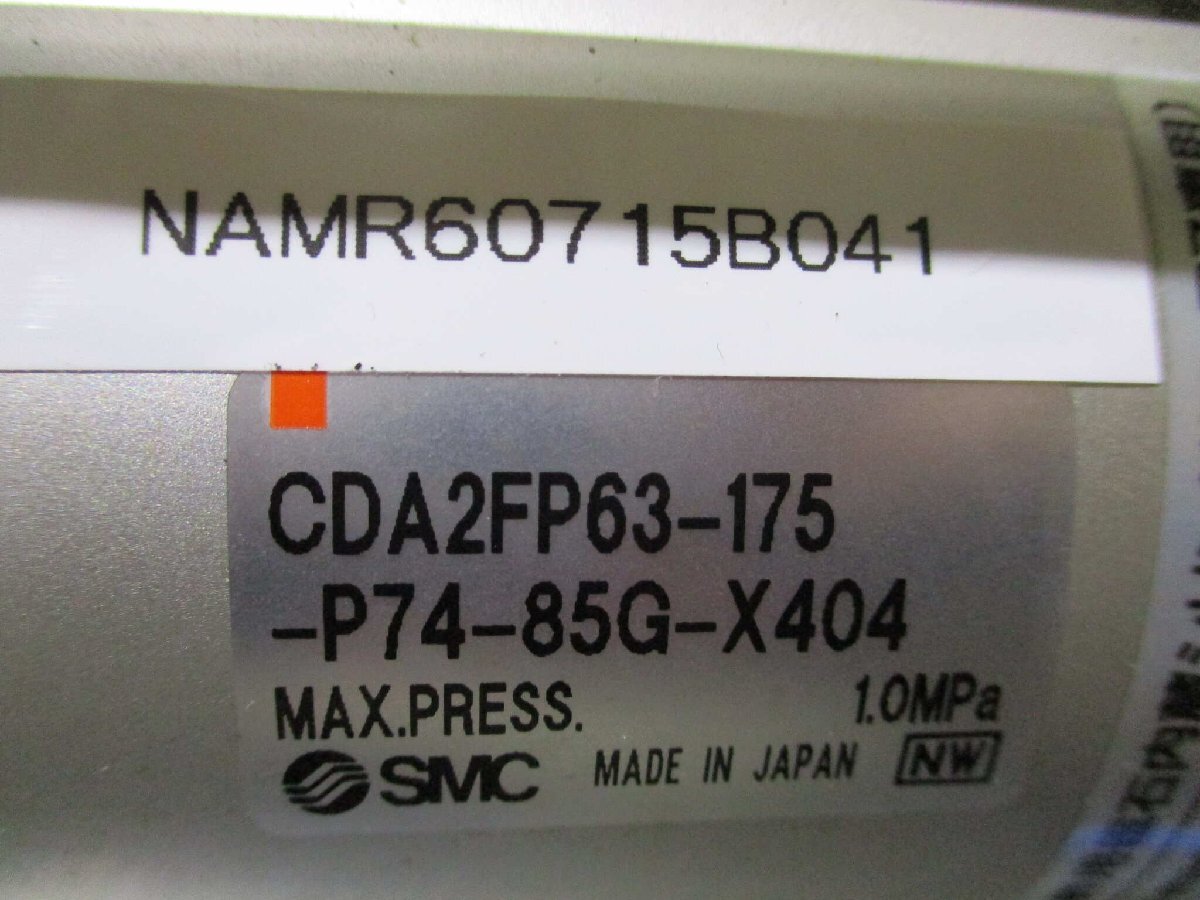 NAMR60715B041
CDA2FP63-175
-P74-85G-X404
MAX.PRESS. 1.0MPa
SMC MADE IN JAPAN NW